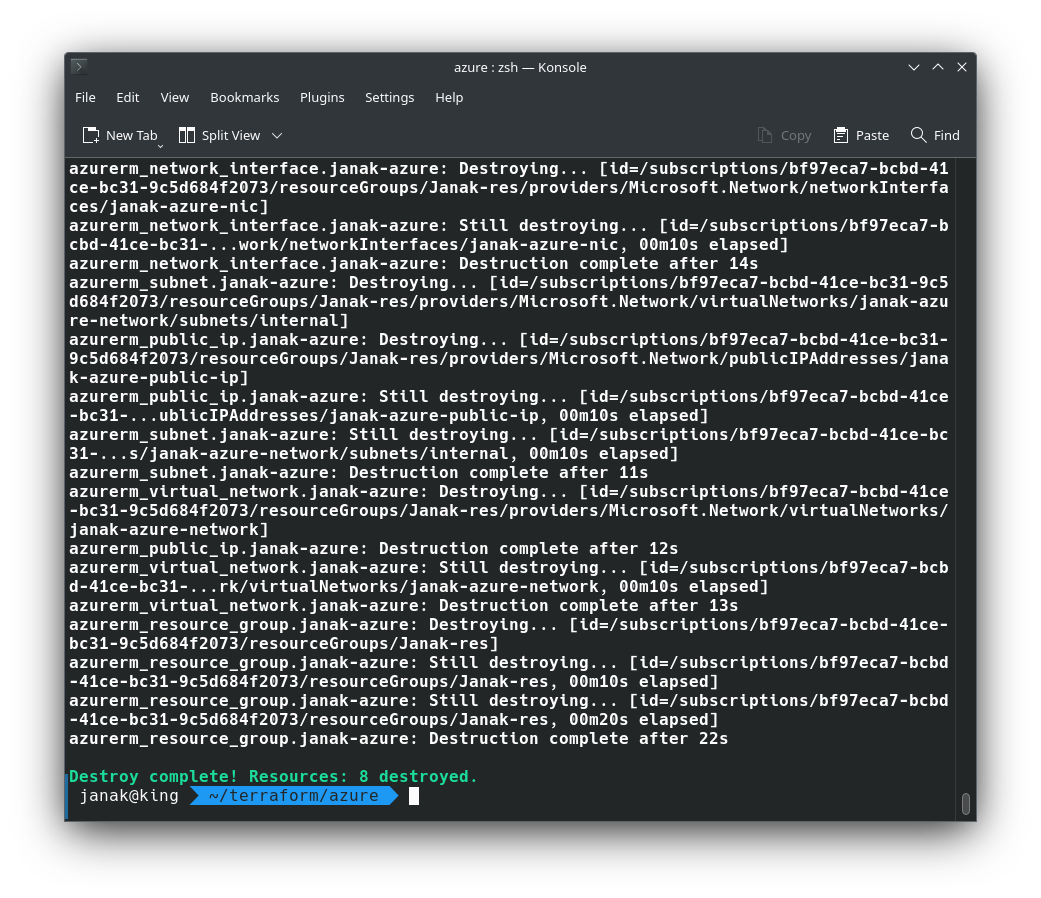 azure : zsh — Konsole
File Edit View Bookmarks Plugins Settings Help
New Tab Split View Copy Paste Find
azurerm_network_interface.janak-azure: Destroying... [id=/subscriptions/bf97eca7-bcbd-41
ce-bc31-9c5d684f2073/resourceGroups/Janak-res/providers/Microsoft.Network/networkInterfa
ces/janak-azure-nic]
azurerm_network_interface.janak-azure: Still destroying... [id=/subscriptions/bf97eca7-b
cbd-41ce-bc31-...work/networkInterfaces/janak-azure-nic, 00m10s elapsed]
azurerm_network_interface.janak-azure: Destruction complete after 14s
azurerm_subnet.janak-azure: Destroying... [id=/subscriptions/bf97eca7-bcbd-41ce-bc31-9c5
d684f2073/resourceGroups/Janak-res/providers/Microsoft.Network/virtualNetworks/janak-azu
re-network/subnets/internal]
azurerm_public_ip.janak-azure: Destroying... [id=/subscriptions/bf97eca7-bcbd-41ce-bc31-
9c5d684f2073/resourceGroups/Janak-res/providers/Microsoft.Network/publicIPAddresses/jana
k-azure-public-ip]
azurerm_public_ip.janak-azure: Still destroying... [id=/subscriptions/bf97eca7-bcbd-41ce
-bc31-...ublicIPAddresses/janak-azure-public-ip, 00m10s elapsed]
azurerm_subnet.janak-azure: Still destroying... [id=/subscriptions/bf97eca7-bcbd-41ce-bc
31-...s/janak-azure-network/subnets/internal, 00m10s elapsed]
azurerm_subnet.janak-azure: Destruction complete after 11s
azurerm_virtual_network.janak-azure: Destroying... [id=/subscriptions/bf97eca7-bcbd-41ce
-bc31-9c5d684f2073/resourceGroups/Janak-res/providers/Microsoft.Network/virtualNetworks/
janak-azure-network]
azurerm_public_ip.janak-azure: Destruction complete after 12s
azurerm_virtual_network.janak-azure: Still destroying... [id=/subscriptions/bf97eca7-bcb
d-41ce-bc31-...rk/virtualNetworks/janak-azure-network, 00m10s elapsed]
azurerm_virtual_network.janak-azure: Destruction complete after 13s
azurerm_resource_group.janak-azure: Destroying... [id=/subscriptions/bf97eca7-bcbd-41ce-
bc31-9c5d684f2073/resourceGroups/Janak-res]
azurerm_resource_group.janak-azure: Still destroying... [id=/subscriptions/bf97eca7-bcbd
-41ce-bc31-9c5d684f2073/resourceGroups/Janak-res, 00m10s elapsed]
azurerm_resource_group.janak-azure: Still destroying... [id=/subscriptions/bf97eca7-bcbd
-41ce-bc31-9c5d684f2073/resourceGroups/Janak-res, 00m20s elapsed]
azurerm_resource_group.janak-azure: Destruction complete after 22s
Destroy complete! Resources: 8 destroyed.
janak@king ~/terraform/azure